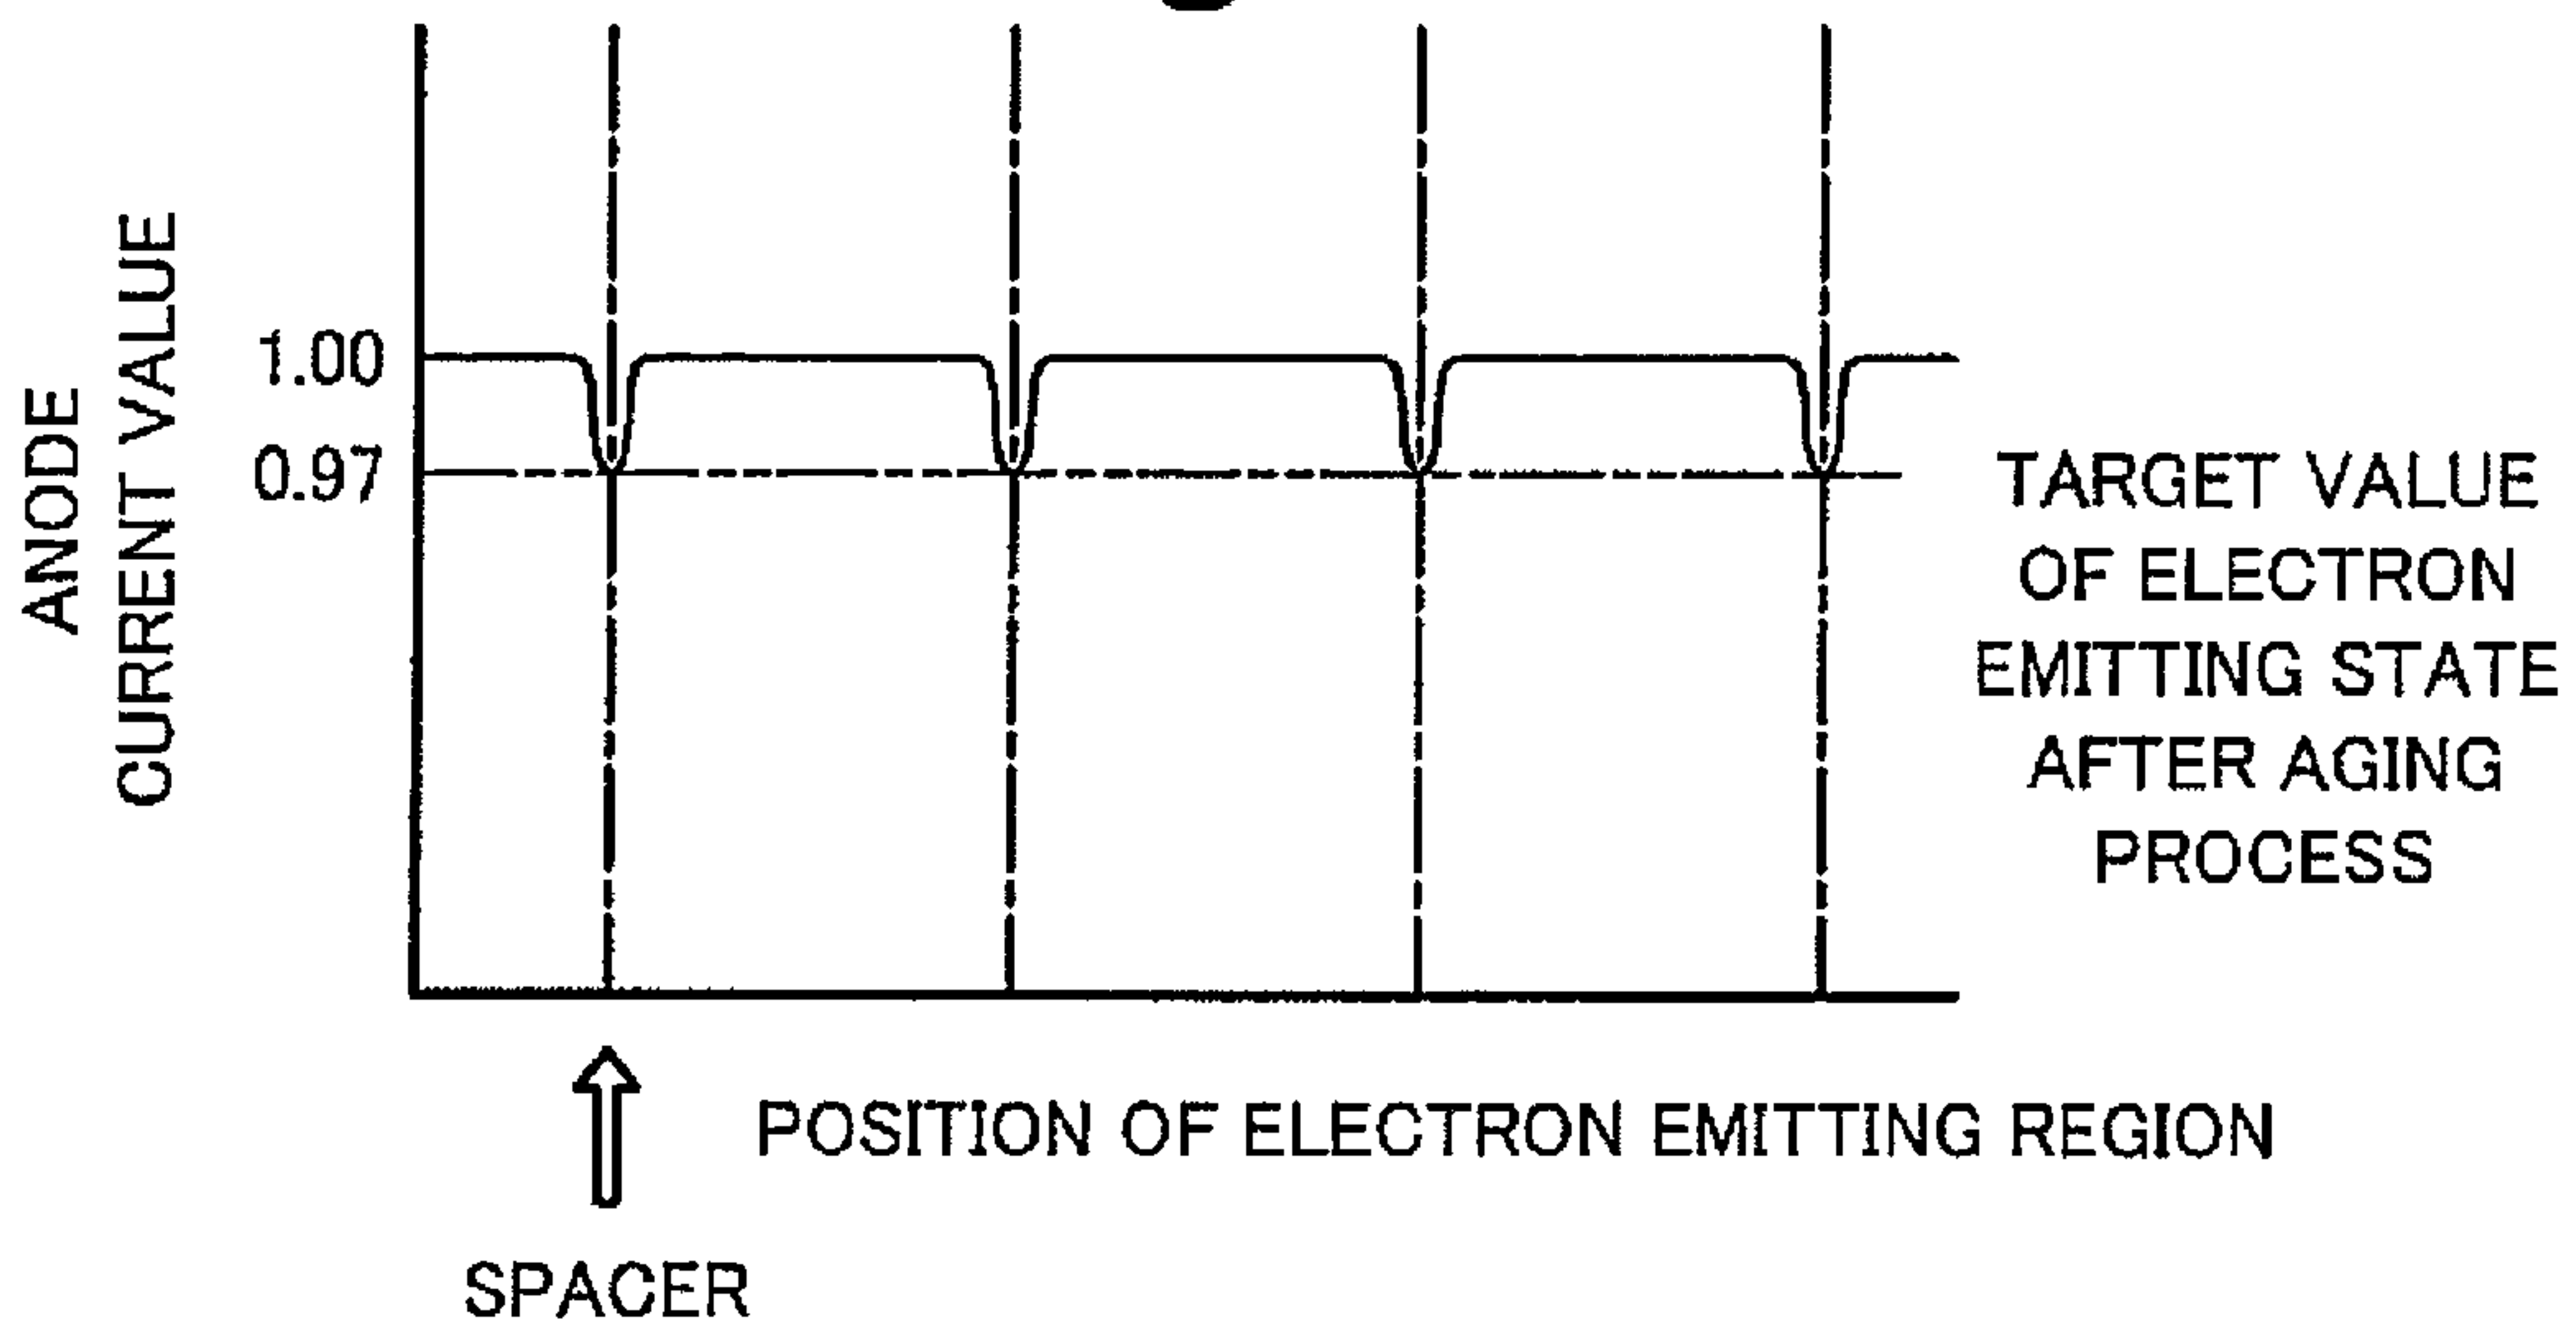 ANODE
CURRENT VALUE
1.00
0.97
TARGET VALUE
OF ELECTRON
EMITTING STATE
AFTER AGING
PROCESS
POSITION OF ELECTRON EMITTING REGION
SPACER